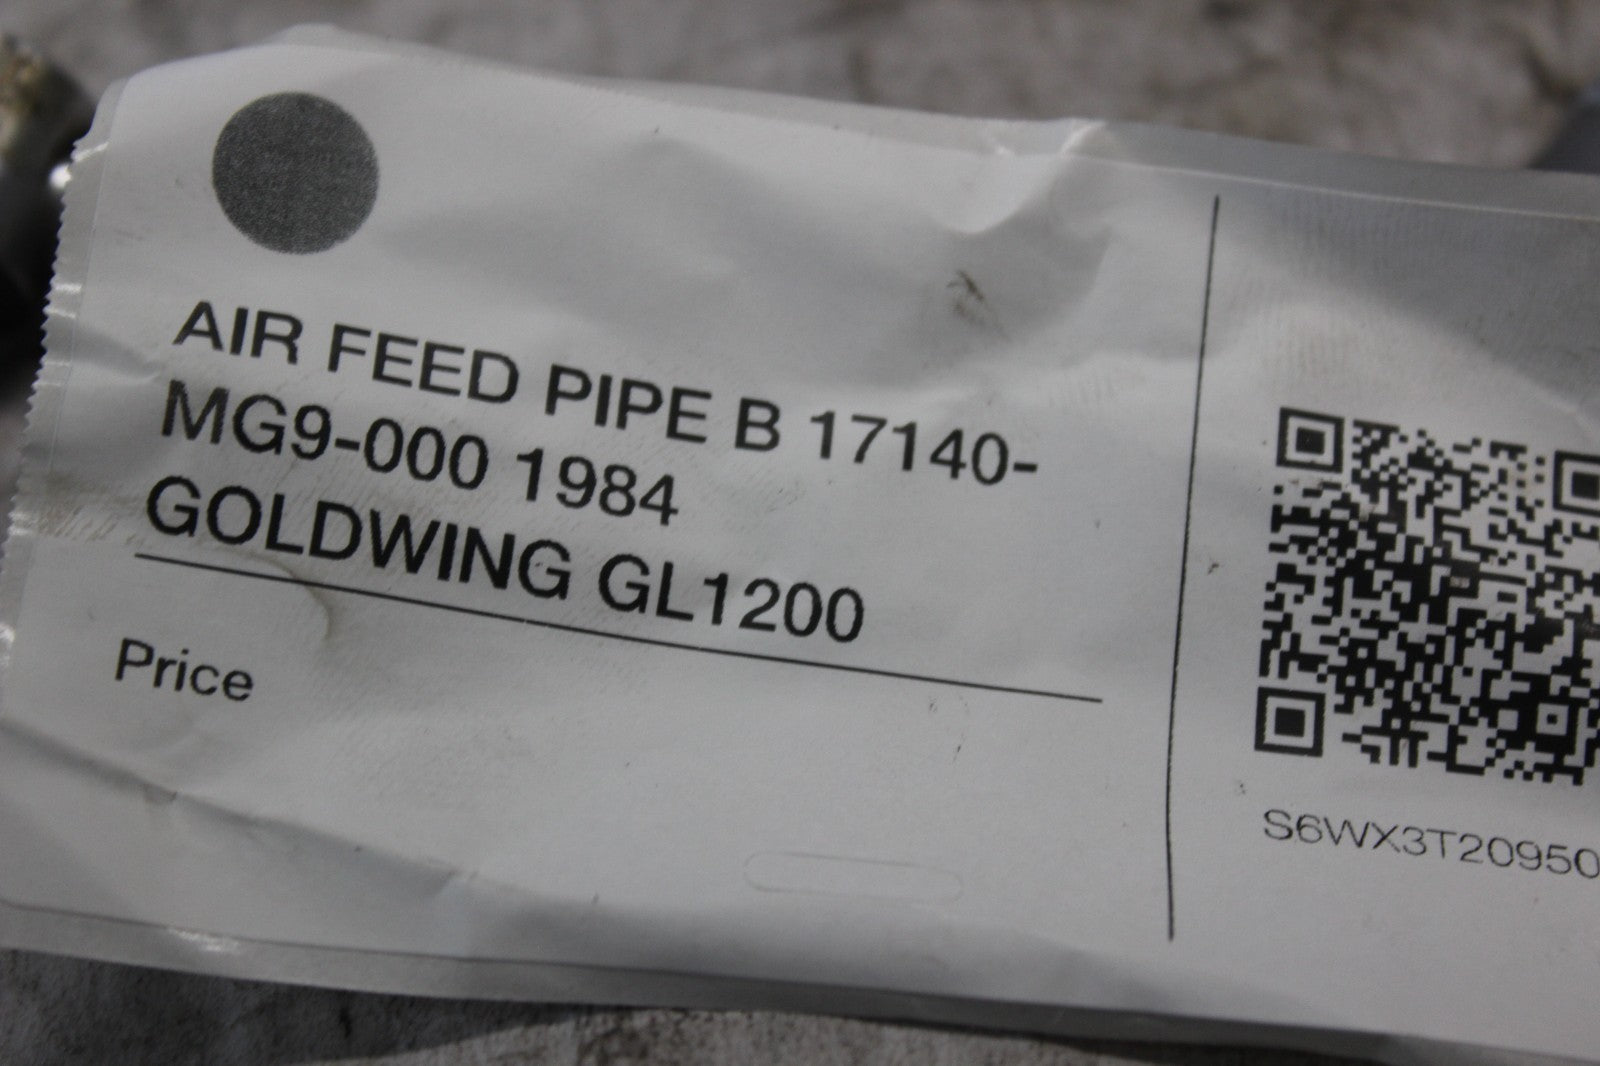 AIR FEED PIPE B 17140-
MG9-000 1984
GOLDWING GL1200
Price
S6WX3T20950